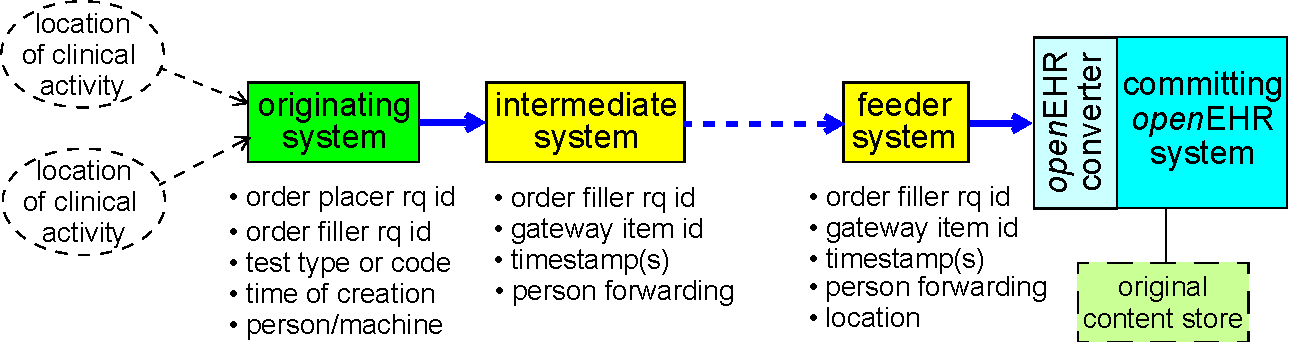 location
of clinical
activity
location
of clinical
activity
originating
system
• order placer rq id
• order filler rq id
• test type or code
• time of creation
• person/machine
intermediate
system
• order filler rq id
• gateway item id
• timestamp(s)
• person forwarding
feeder
system
• order filler rq id
• gateway item id
• timestamp(s)
• person forwarding
• location
openEHR
converter
committing
openEHR
system
original
content store